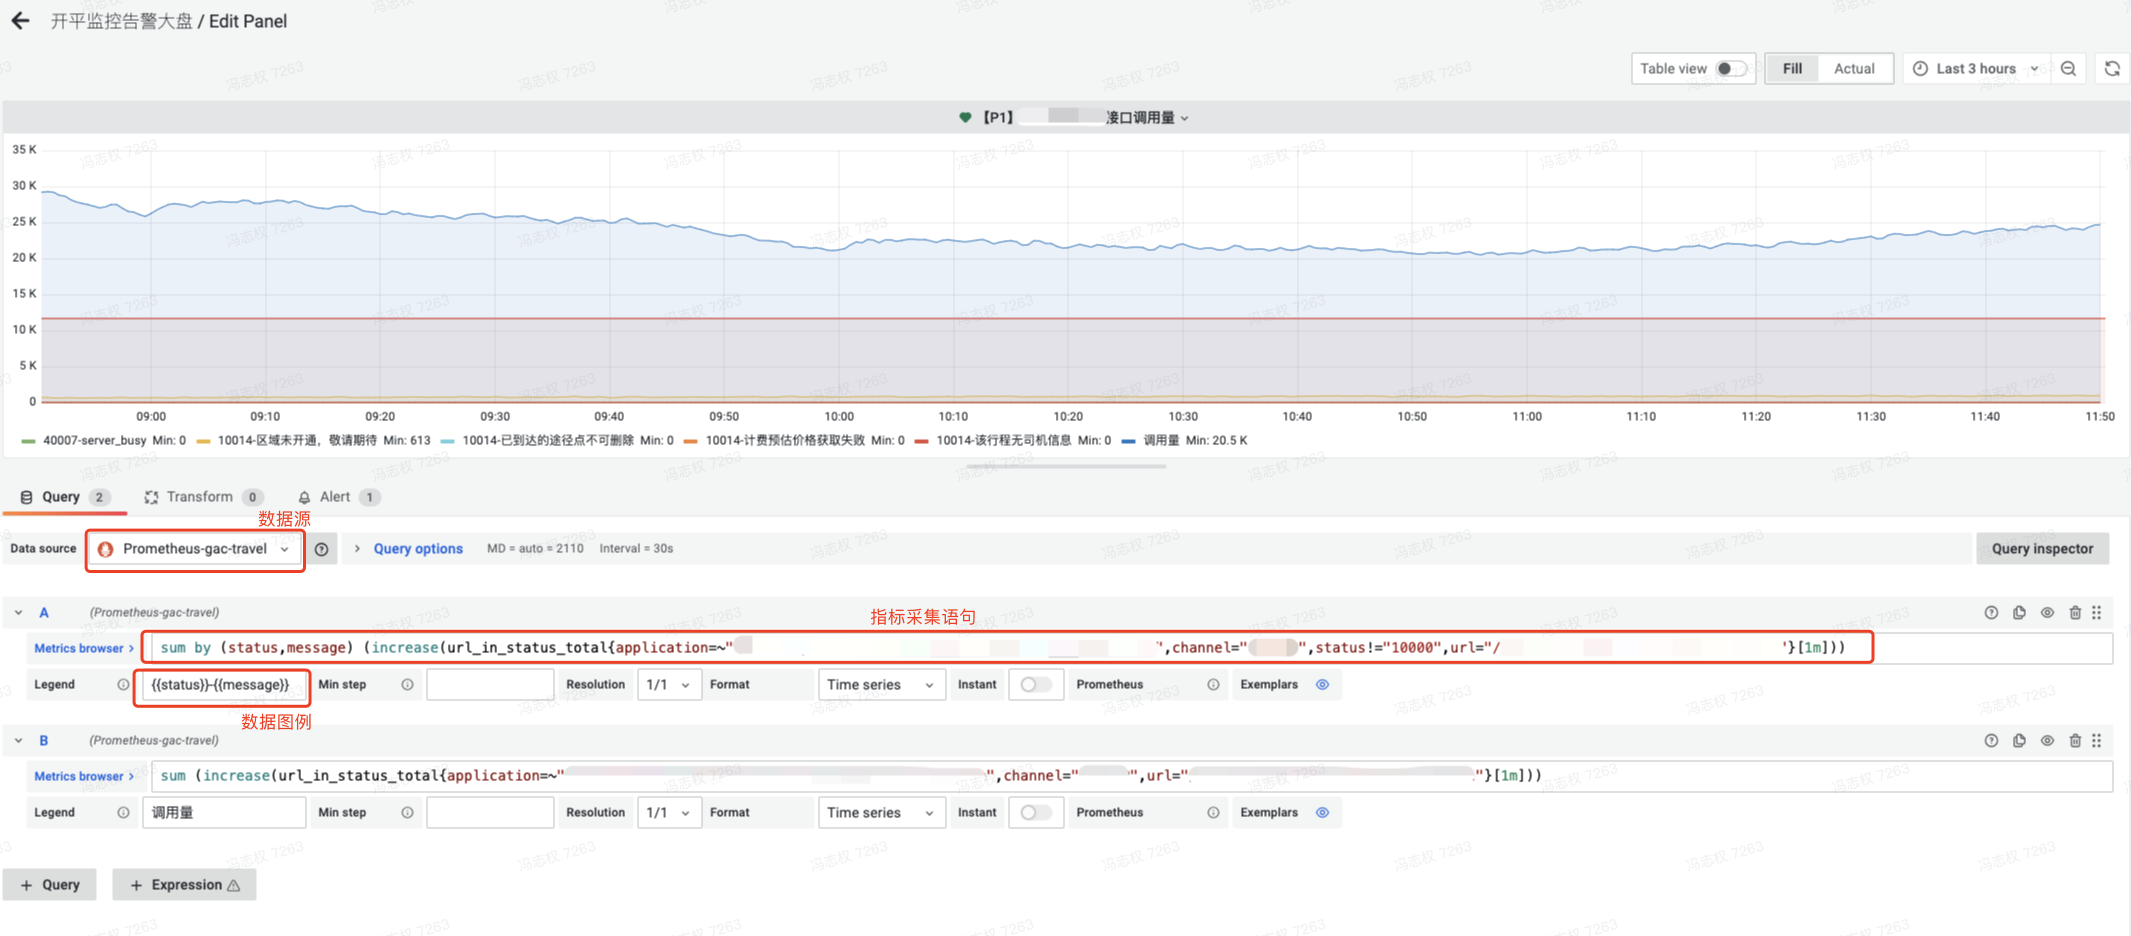 开平监控告警大盘 / Edit Panel
Table view Fill Actual Last 3 hours
【P1】 接口调用量
35 K
30 K
25 K
20 K
15 K
10 K
5 K
0
09:00 09:10 09:20 09:30 09:40 09:50 10:00 10:10 10:20 10:30 10:40 10:50 11:00 11:10 11:20 11:30 11:40 11:50
40007-server_busy Min: 0 10014-区域未开通，敬请期待 Min: 613 10014-已到达的途径点不可删除 Min: 0 10014-计费预估价格获取失败 Min: 0 10014-该行程无司机信息 Min: 0 调用量 Min: 20.5 K
Query 2 Transform 0 Alert 1
数据源
Data source Prometheus-gac-travel Query options MD = auto = 2110 Interval = 30s Query inspector
A (Prometheus-gac-travel)
指标采集语句
Metrics browser > sum by (status,message) (increase(url_in_status_total{application=~" ",channel=" ",status!="10000",url="/ "}[1m]))
Legend {{status}}-{{message}} Min step Resolution 1/1 Format Time series Instant Prometheus Exemplars
数据图例
B (Prometheus-gac-travel)
Metrics browser > sum (increase(url_in_status_total{application=~" ",channel=" ",url=" "}[1m]))
Legend 调用量 Min step Resolution 1/1 Format Time series Instant Prometheus Exemplars
+ Query + Expression
冯志权 7263